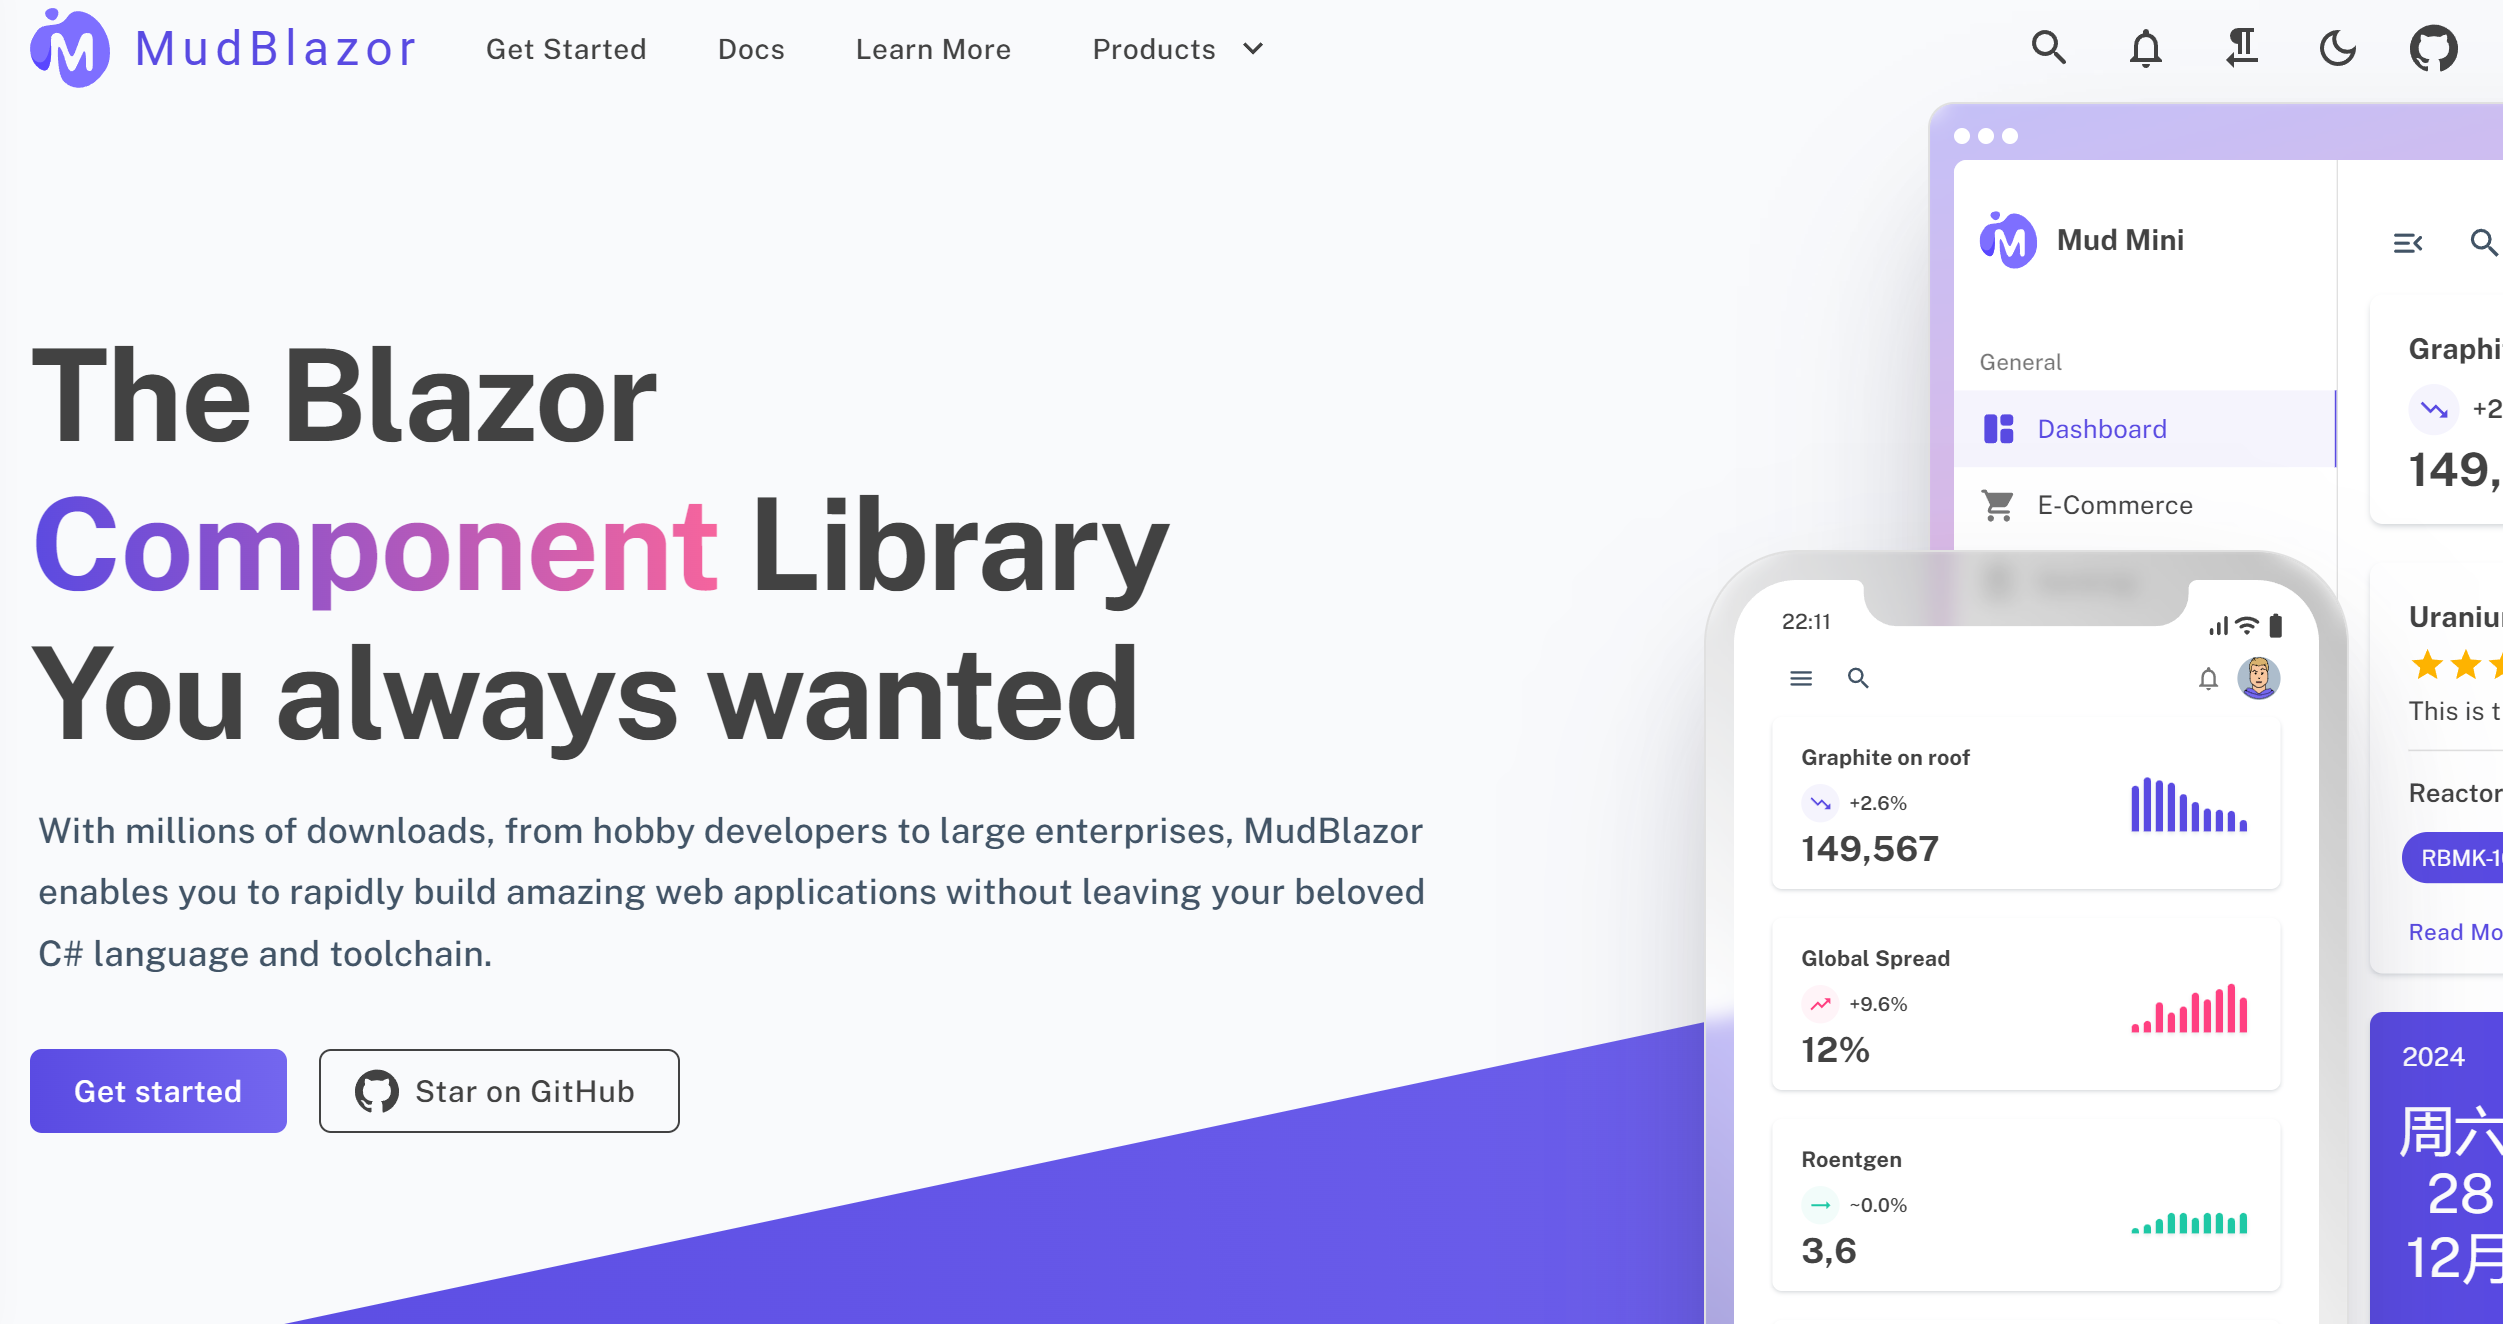 MudBlazor
Get Started
Docs
Learn More
Products
The Blazor
Component Library
You always wanted
With millions of downloads, from hobby developers to large enterprises, MudBlazor
enables you to rapidly build amazing web applications without leaving your beloved
C# language and toolchain.
Get started
Star on GitHub
Mud Mini
General
Dashboard
E-Commerce
22:11
Graphite on roof
+2.6%
149,567
Global Spread
+9.6%
12%
Roentgen
~0.0%
3,6
149,
This is t
Reactor
RBMK-1
Read Mo
2024
周六
28
12月